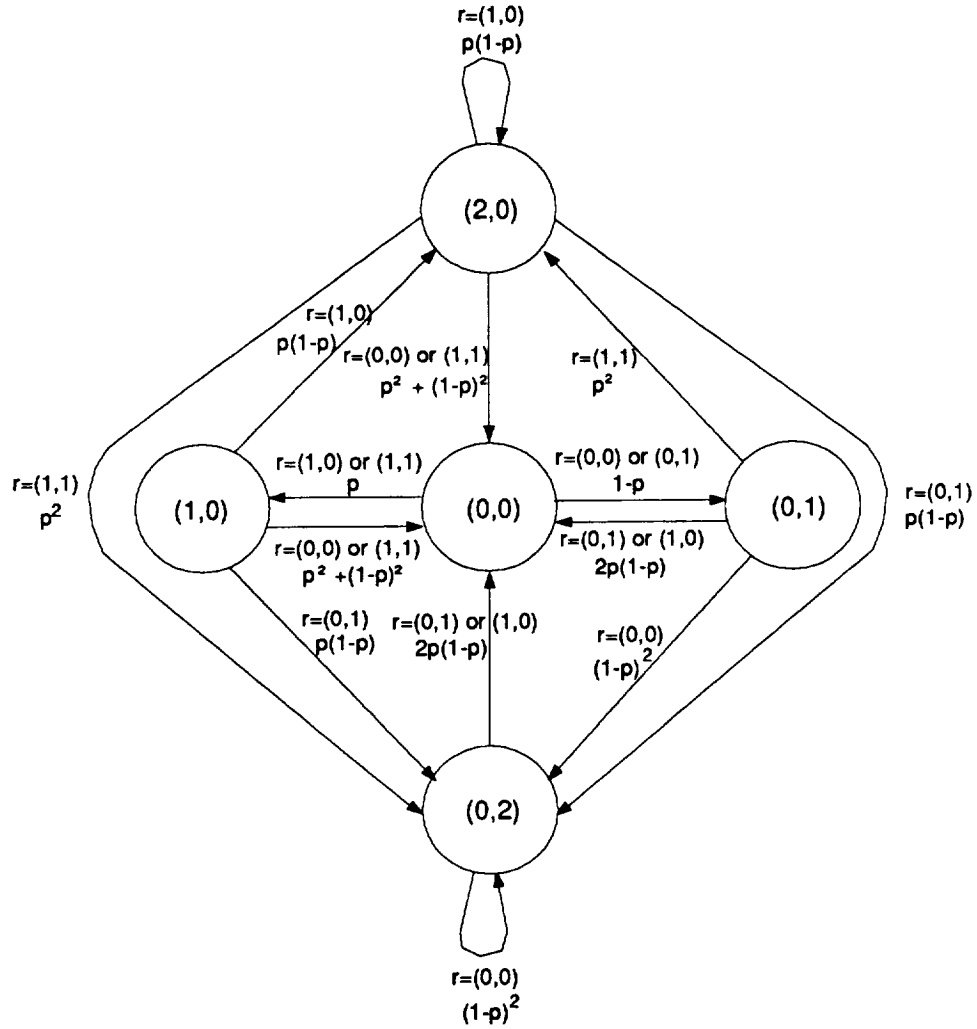 r=(1,0)
p(1-p)
(2,0)
r=(1,0)
p(1-p)
r=(0,0) or (1,1)
p² + (1-p)²
r=(1,1)
p²
r=(1,1)
p²
(1,0)
r=(1,0) or (1,1)
p
(0,0)
r=(0,0) or (0,1)
1-p
(0,1)
r=(0,1)
p(1-p)
r=(0,0) or (1,1)
p² +(1-p)²
r=(0,1) or (1,0)
2p(1-p)
r=(0,1)
p(1-p)
r=(0,1) or (1,0)
2p(1-p)
r=(0,0)
(1-p)²
(0,2)
r=(0,0)
(1-p)²